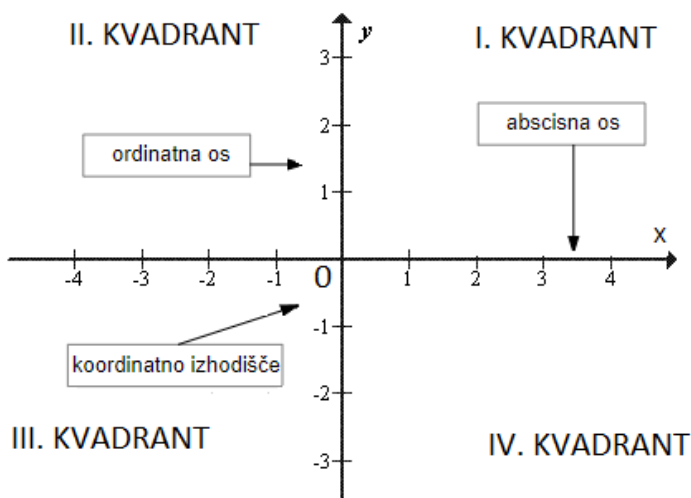 II. KVADRANT
y
I. KVADRANT
3
2
abscisna os
ordinatna os
1
x
-4 -3 -2 -1 0 1 2 3 4
-1
koordinatno izhodišče
-2
III. KVADRANT
IV. KVADRANT
-3